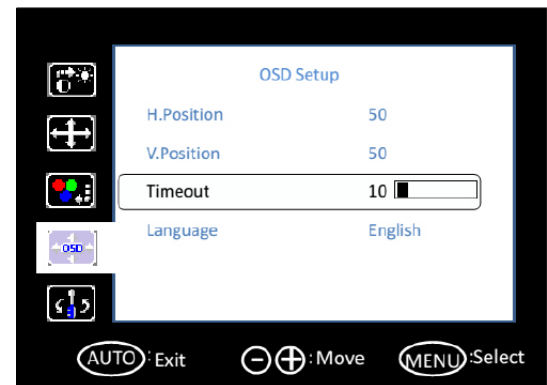 OSD Setup
H.Position 50
V.Position 50
Timeout 10
Language English
OSD
AUTO : Exit - + : Move MENU :Select